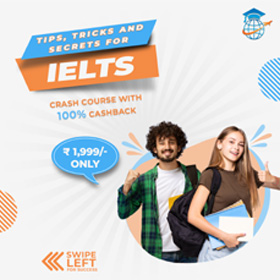 TIPS, TRICKS AND
SECRETS FOR
IELTS
CRASH COURSE WITH
100% CASHBACK
₹ 1,999/-
ONLY
SWIPE
LEFT
FOR SUCCESS